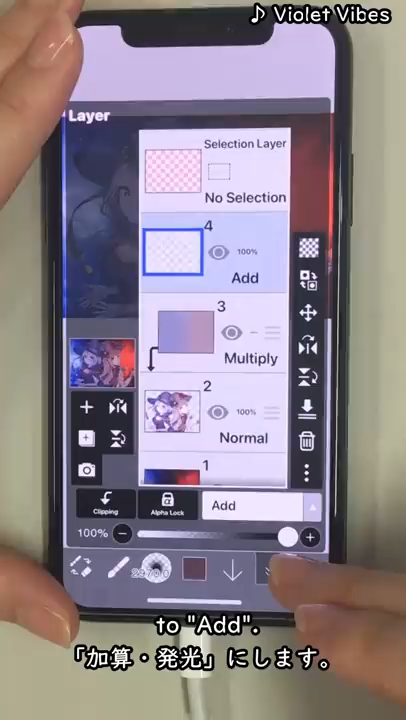 ♪ Violet Vibes
Layer
Selection Layer
No Selection
4
100%
Add
3
Multiply
2
100%
Normal
1
Clipping
Alpha Lock
Add
100%
to "Add".
「加算・発光」にします。